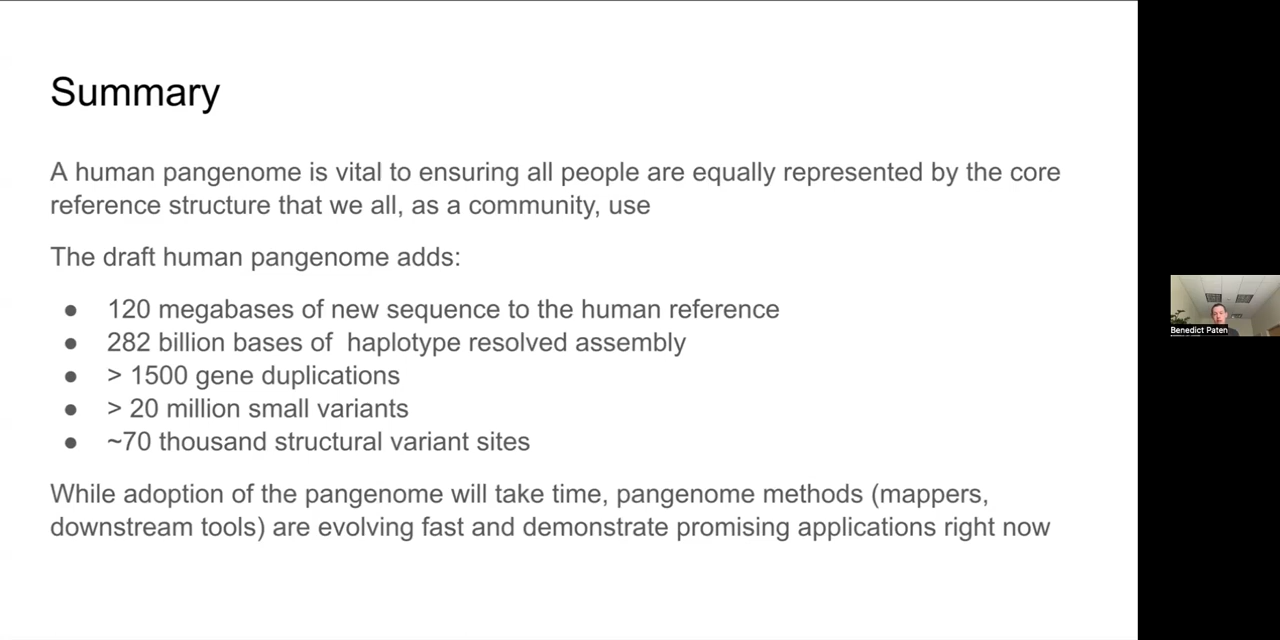 Summary
A human pangenome is vital to ensuring all people are equally represented by the core
reference structure that we all, as a community, use
The draft human pangenome adds:
● 120 megabases of new sequence to the human reference
● 282 billion bases of  haplotype resolved assembly
● > 1500 gene duplications
● > 20 million small variants
● ~70 thousand structural variant sites
While adoption of the pangenome will take time, pangenome methods (mappers,
downstream tools) are evolving fast and demonstrate promising applications right now
Benedict Paten